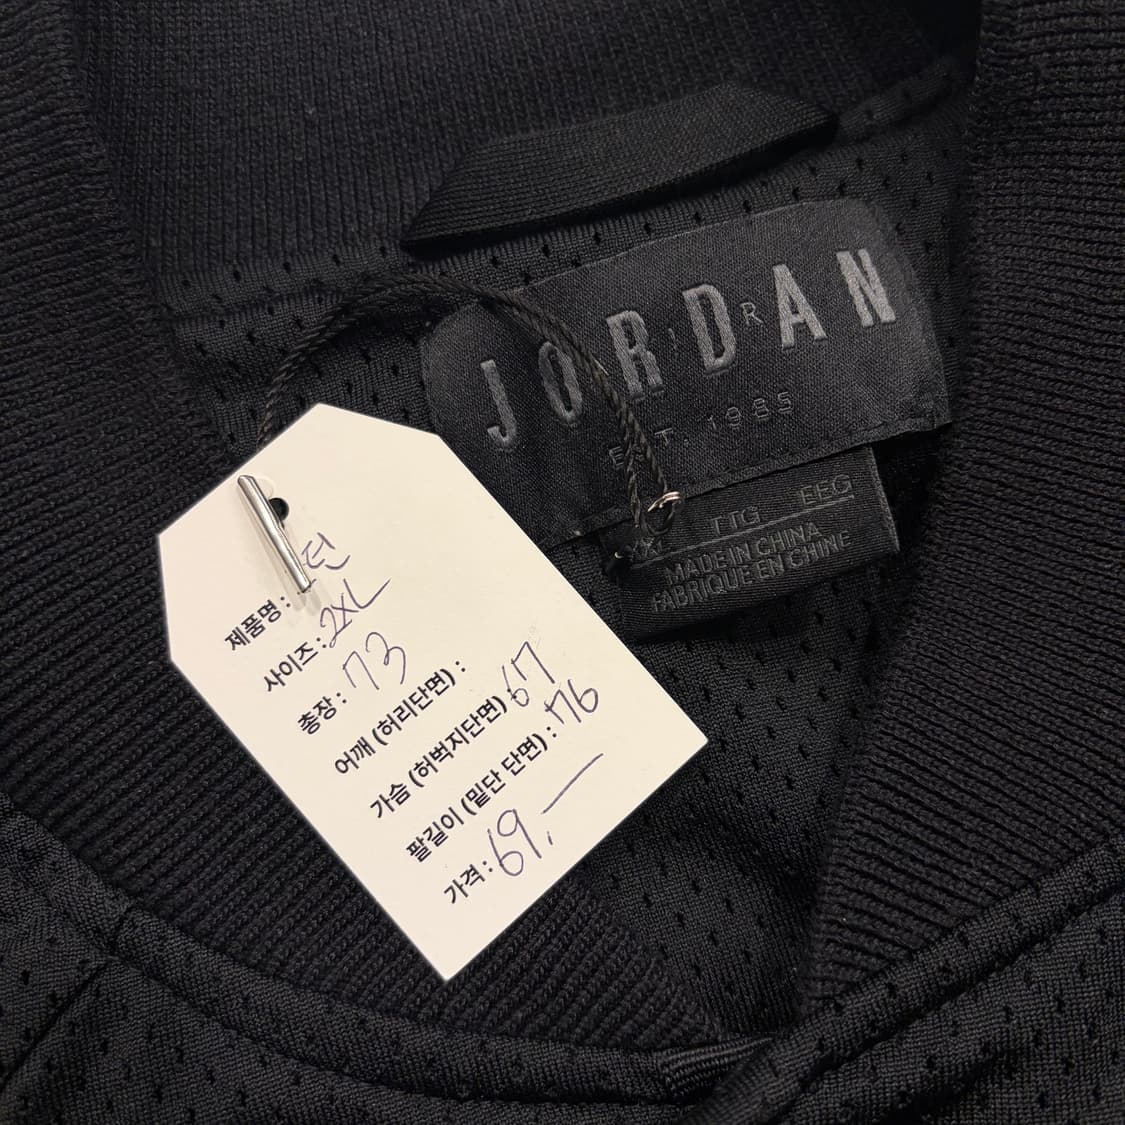 JORDAN
AIR
EST. 1985
TTG EEG
MADE IN CHINA
FABRIQUE EN CHINE
제품명 : 던
사이즈 : 2XL
총장 : 73
어깨 (허리단면) :
가슴 (허벅지단면) : 67
팔길이 (밑단 단면) : 76
가격 : 69.—